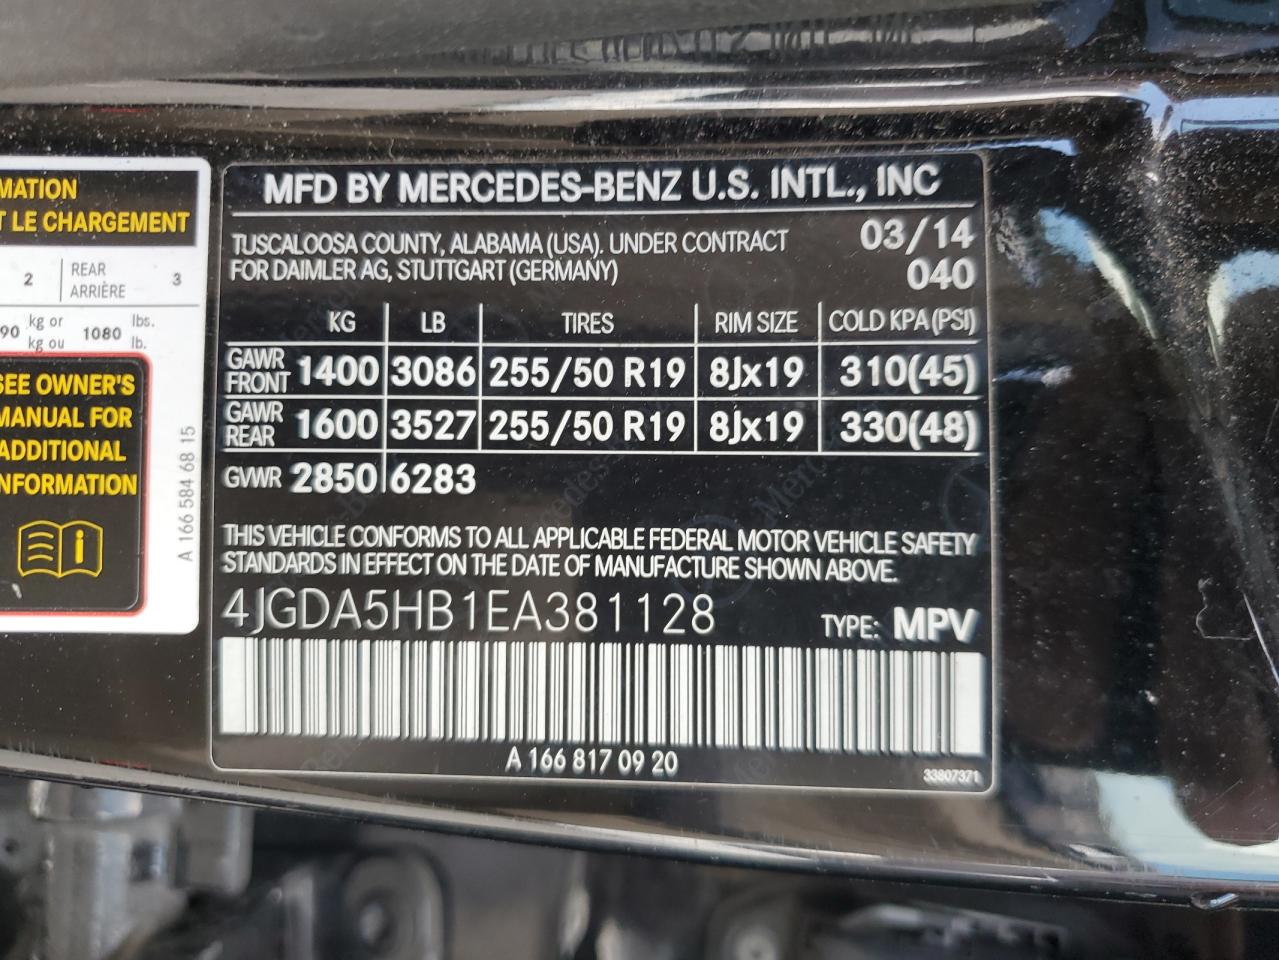 MATION
T LE CHARGEMENT
2 REAR ARRIÈRE 3
90 kg or kg ou 1080 lbs. lb.
SEE OWNER'S
MANUAL FOR
ADDITIONAL
NFORMATION
A 166 584 68 15
MFD BY MERCEDES-BENZ U.S. INTL., INC
TUSCALOOSA COUNTY, ALABAMA (USA), UNDER CONTRACT 03/14
FOR DAIMLER AG, STUTTGART (GERMANY) 040
KG LB TIRES RIM SIZE COLD KPA (PSI)
GAWR FRONT 1400 3086 255/50 R19 8Jx19 310(45)
GAWR REAR 1600 3527 255/50 R19 8Jx19 330(48)
GVWR 2850 6283
THIS VEHICLE CONFORMS TO ALL APPLICABLE FEDERAL MOTOR VEHICLE SAFETY
STANDARDS IN EFFECT ON THE DATE OF MANUFACTURE SHOWN ABOVE.
4JGDA5HB1EA381128 TYPE: MPV
A 166 817 09 20
33807371